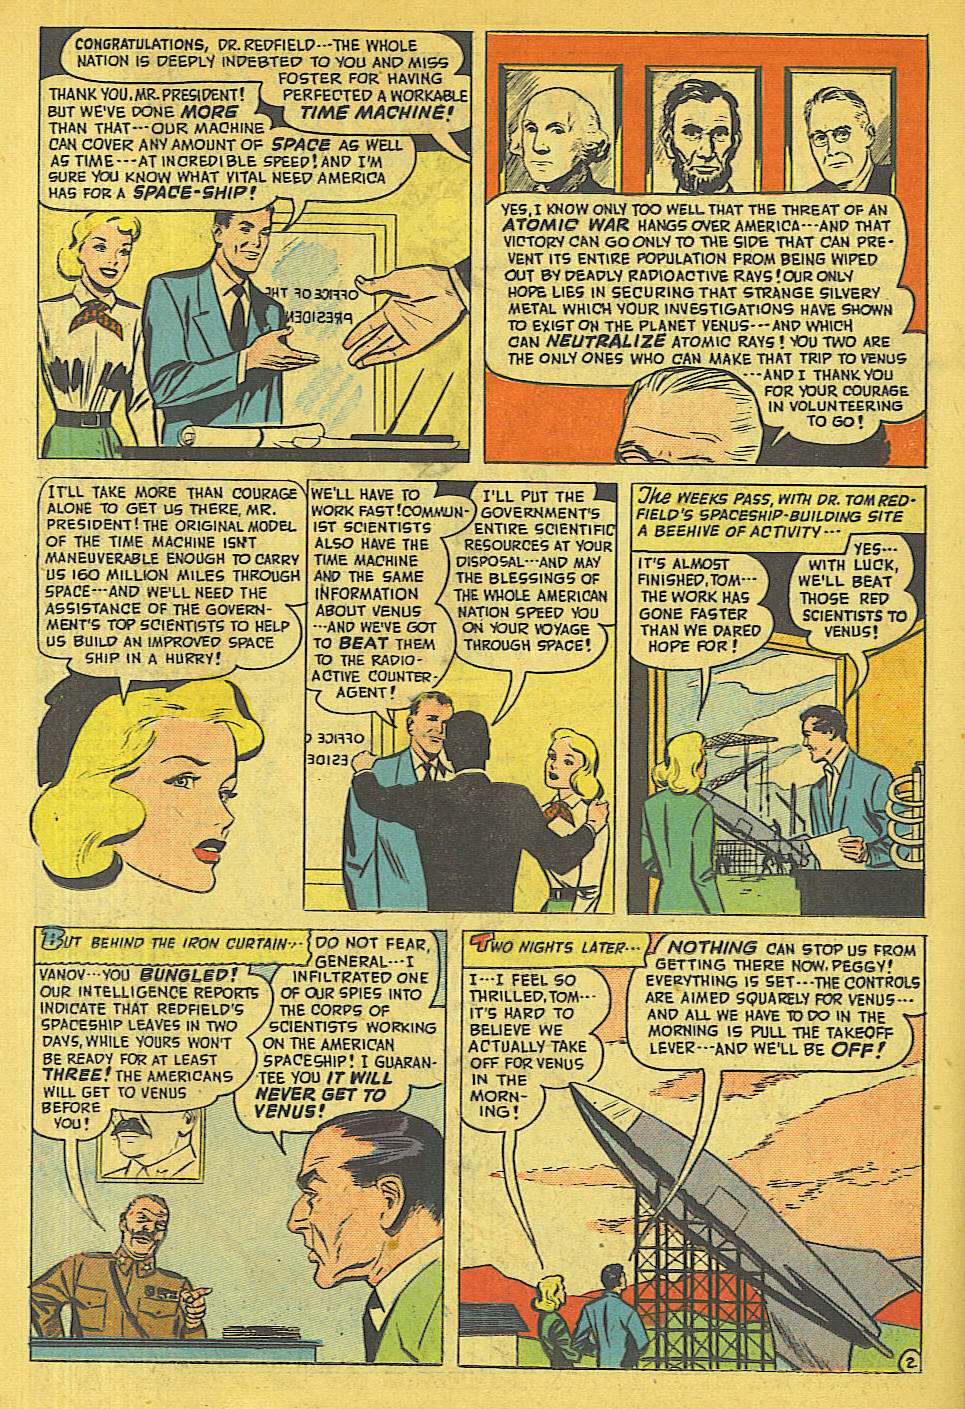 CONGRATULATIONS, DR. REDFIELD---THE WHOLE
NATION IS DEEPLY INDEBTED TO YOU AND MISS
FOSTER FOR HAVING
PERFECTED A WORKABLE
TIME MACHINE!
THANK YOU, MR. PRESIDENT!
BUT WE'VE DONE MORE
THAN THAT---OUR MACHINE
CAN COVER ANY AMOUNT OF SPACE AS WELL
AS TIME---AT INCREDIBLE SPEED! AND I'M
SURE YOU KNOW WHAT VITAL NEED AMERICA
HAS FOR A SPACE-SHIP!
OFFICE OF THE
PRESIDEN
YES, I KNOW ONLY TOO WELL THAT THE THREAT OF AN
ATOMIC WAR HANGS OVER AMERICA---AND THAT
VICTORY CAN GO ONLY TO THE SIDE THAT CAN PRE-
VENT ITS ENTIRE POPULATION FROM BEING WIPED
OUT BY DEADLY RADIOACTIVE RAYS! OUR ONLY
HOPE LIES IN SECURING THAT STRANGE SILVERY
METAL WHICH YOUR INVESTIGATIONS HAVE SHOWN
TO EXIST ON THE PLANET VENUS---AND WHICH
CAN NEUTRALIZE ATOMIC RAYS! YOU TWO ARE
THE ONLY ONES WHO CAN MAKE THAT TRIP TO VENUS
---AND I THANK YOU
FOR YOUR COURAGE
IN VOLUNTEERING
TO GO!
IT'LL TAKE MORE THAN COURAGE
ALONE TO GET US THERE, MR.
PRESIDENT! THE ORIGINAL MODEL
OF THE TIME MACHINE ISN'T
MANEUVERABLE ENOUGH TO CARRY
US 160 MILLION MILES THROUGH
SPACE---AND WE'LL NEED THE
ASSISTANCE OF THE GOVERN-
MENT'S TOP SCIENTISTS TO HELP
US BUILD AN IMPROVED SPACE
SHIP IN A HURRY!
WE'LL HAVE TO
WORK FAST! COMMUN-
IST SCIENTISTS
ALSO HAVE THE
TIME MACHINE
AND THE SAME
INFORMATION
ABOUT VENUS
---AND WE'VE GOT
TO BEAT THEM
TO THE RADIO-
ACTIVE COUNTER-
AGENT!
I'LL PUT THE
GOVERNMENT'S
ENTIRE SCIENTIFIC
RESOURCES AT YOUR
DISPOSAL---AND MAY
THE BLESSINGS OF
THE WHOLE AMERICAN
NATION SPEED YOU
ON YOUR VOYAGE
THROUGH SPACE!
OFFICE O
ESIDE
THE WEEKS PASS, WITH DR. TOM RED-
FIELD'S SPACESHIP-BUILDING SITE
A BEEHIVE OF ACTIVITY---
IT'S ALMOST
FINISHED, TOM---
THE WORK HAS
GONE FASTER
THAN WE DARED
HOPE FOR!
YES---
WITH LUCK,
WE'LL BEAT
THOSE RED
SCIENTISTS TO
VENUS!
BUT BEHIND THE IRON CURTAIN---
VANOV---YOU BUNGLED!
OUR INTELLIGENCE REPORTS
INDICATE THAT REDFIELD'S
SPACESHIP LEAVES IN TWO
DAYS, WHILE YOURS WON'T
BE READY FOR AT LEAST
THREE! THE AMERICANS
WILL GET TO VENUS
BEFORE
YOU!
DO NOT FEAR,
GENERAL---I
INFILTRATED ONE
OF OUR SPIES INTO
THE CORPS OF
SCIENTISTS WORKING
ON THE AMERICAN
SPACESHIP! I GUARAN-
TEE YOU IT WILL
NEVER GET TO
VENUS!
TWO NIGHTS LATER---
I---I FEEL SO
THRILLED, TOM---
IT'S HARD TO
BELIEVE WE
ACTUALLY TAKE
OFF FOR VENUS
IN THE
MORN-
ING!
NOTHING CAN STOP US FROM
GETTING THERE NOW, PEGGY!
EVERYTHING IS SET---THE CONTROLS
ARE AIMED SQUARELY FOR VENUS---
AND ALL WE HAVE TO DO IN THE
MORNING IS PULL THE TAKEOFF
LEVER---AND WE'LL BE OFF!
2